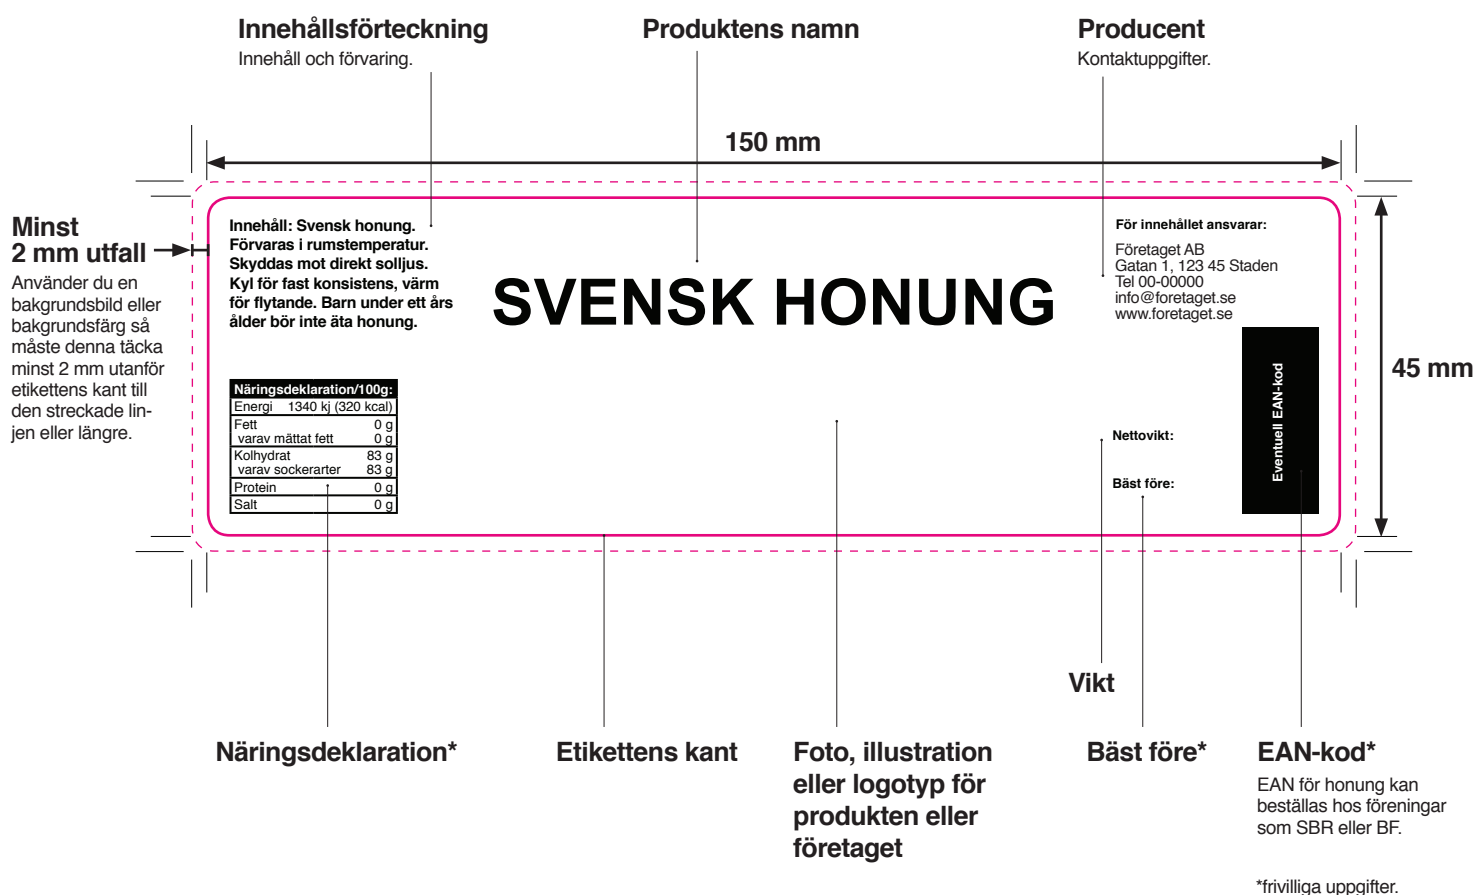 Innehållsförteckning
Innehåll och förvaring.
Produktens namn
Producent
Kontaktuppgifter.
150 mm
Minst
2 mm utfall
Använder du en
bakgrundsbild eller
bakgrundsfärg så
måste denna täcka
minst 2 mm utanför
etikettens kant till
den streckade lin-
jen eller längre.
Innehåll: Svensk honung.
Förvaras i rumstemperatur.
Skyddas mot direkt solljus.
Kyl för fast konsistens, värm
för flytande. Barn under ett års
ålder bör inte äta honung.
SVENSK HONUNG
För innehållet ansvarar:
Företaget AB
Gatan 1, 123 45 Staden
Tel 00-00000
info@foretaget.se
www.foretaget.se
45 mm
Näringsdeklaration/100g:
Energi 1340 kj (320 kcal)
Fett 0 g
varav mättat fett 0 g
Kolhydrat 83 g
varav sockerarter 83 g
Protein 0 g
Salt 0 g
Nettovikt:
Bäst före:
Eventuell EAN-kod
Vikt
Näringsdeklaration*
Etikettens kant
Foto, illustration
eller logotyp för
produkten eller
företaget
Bäst före*
EAN-kod*
EAN för honung kan
beställas hos föreningar
som SBR eller BF.
*frivilliga uppgifter.